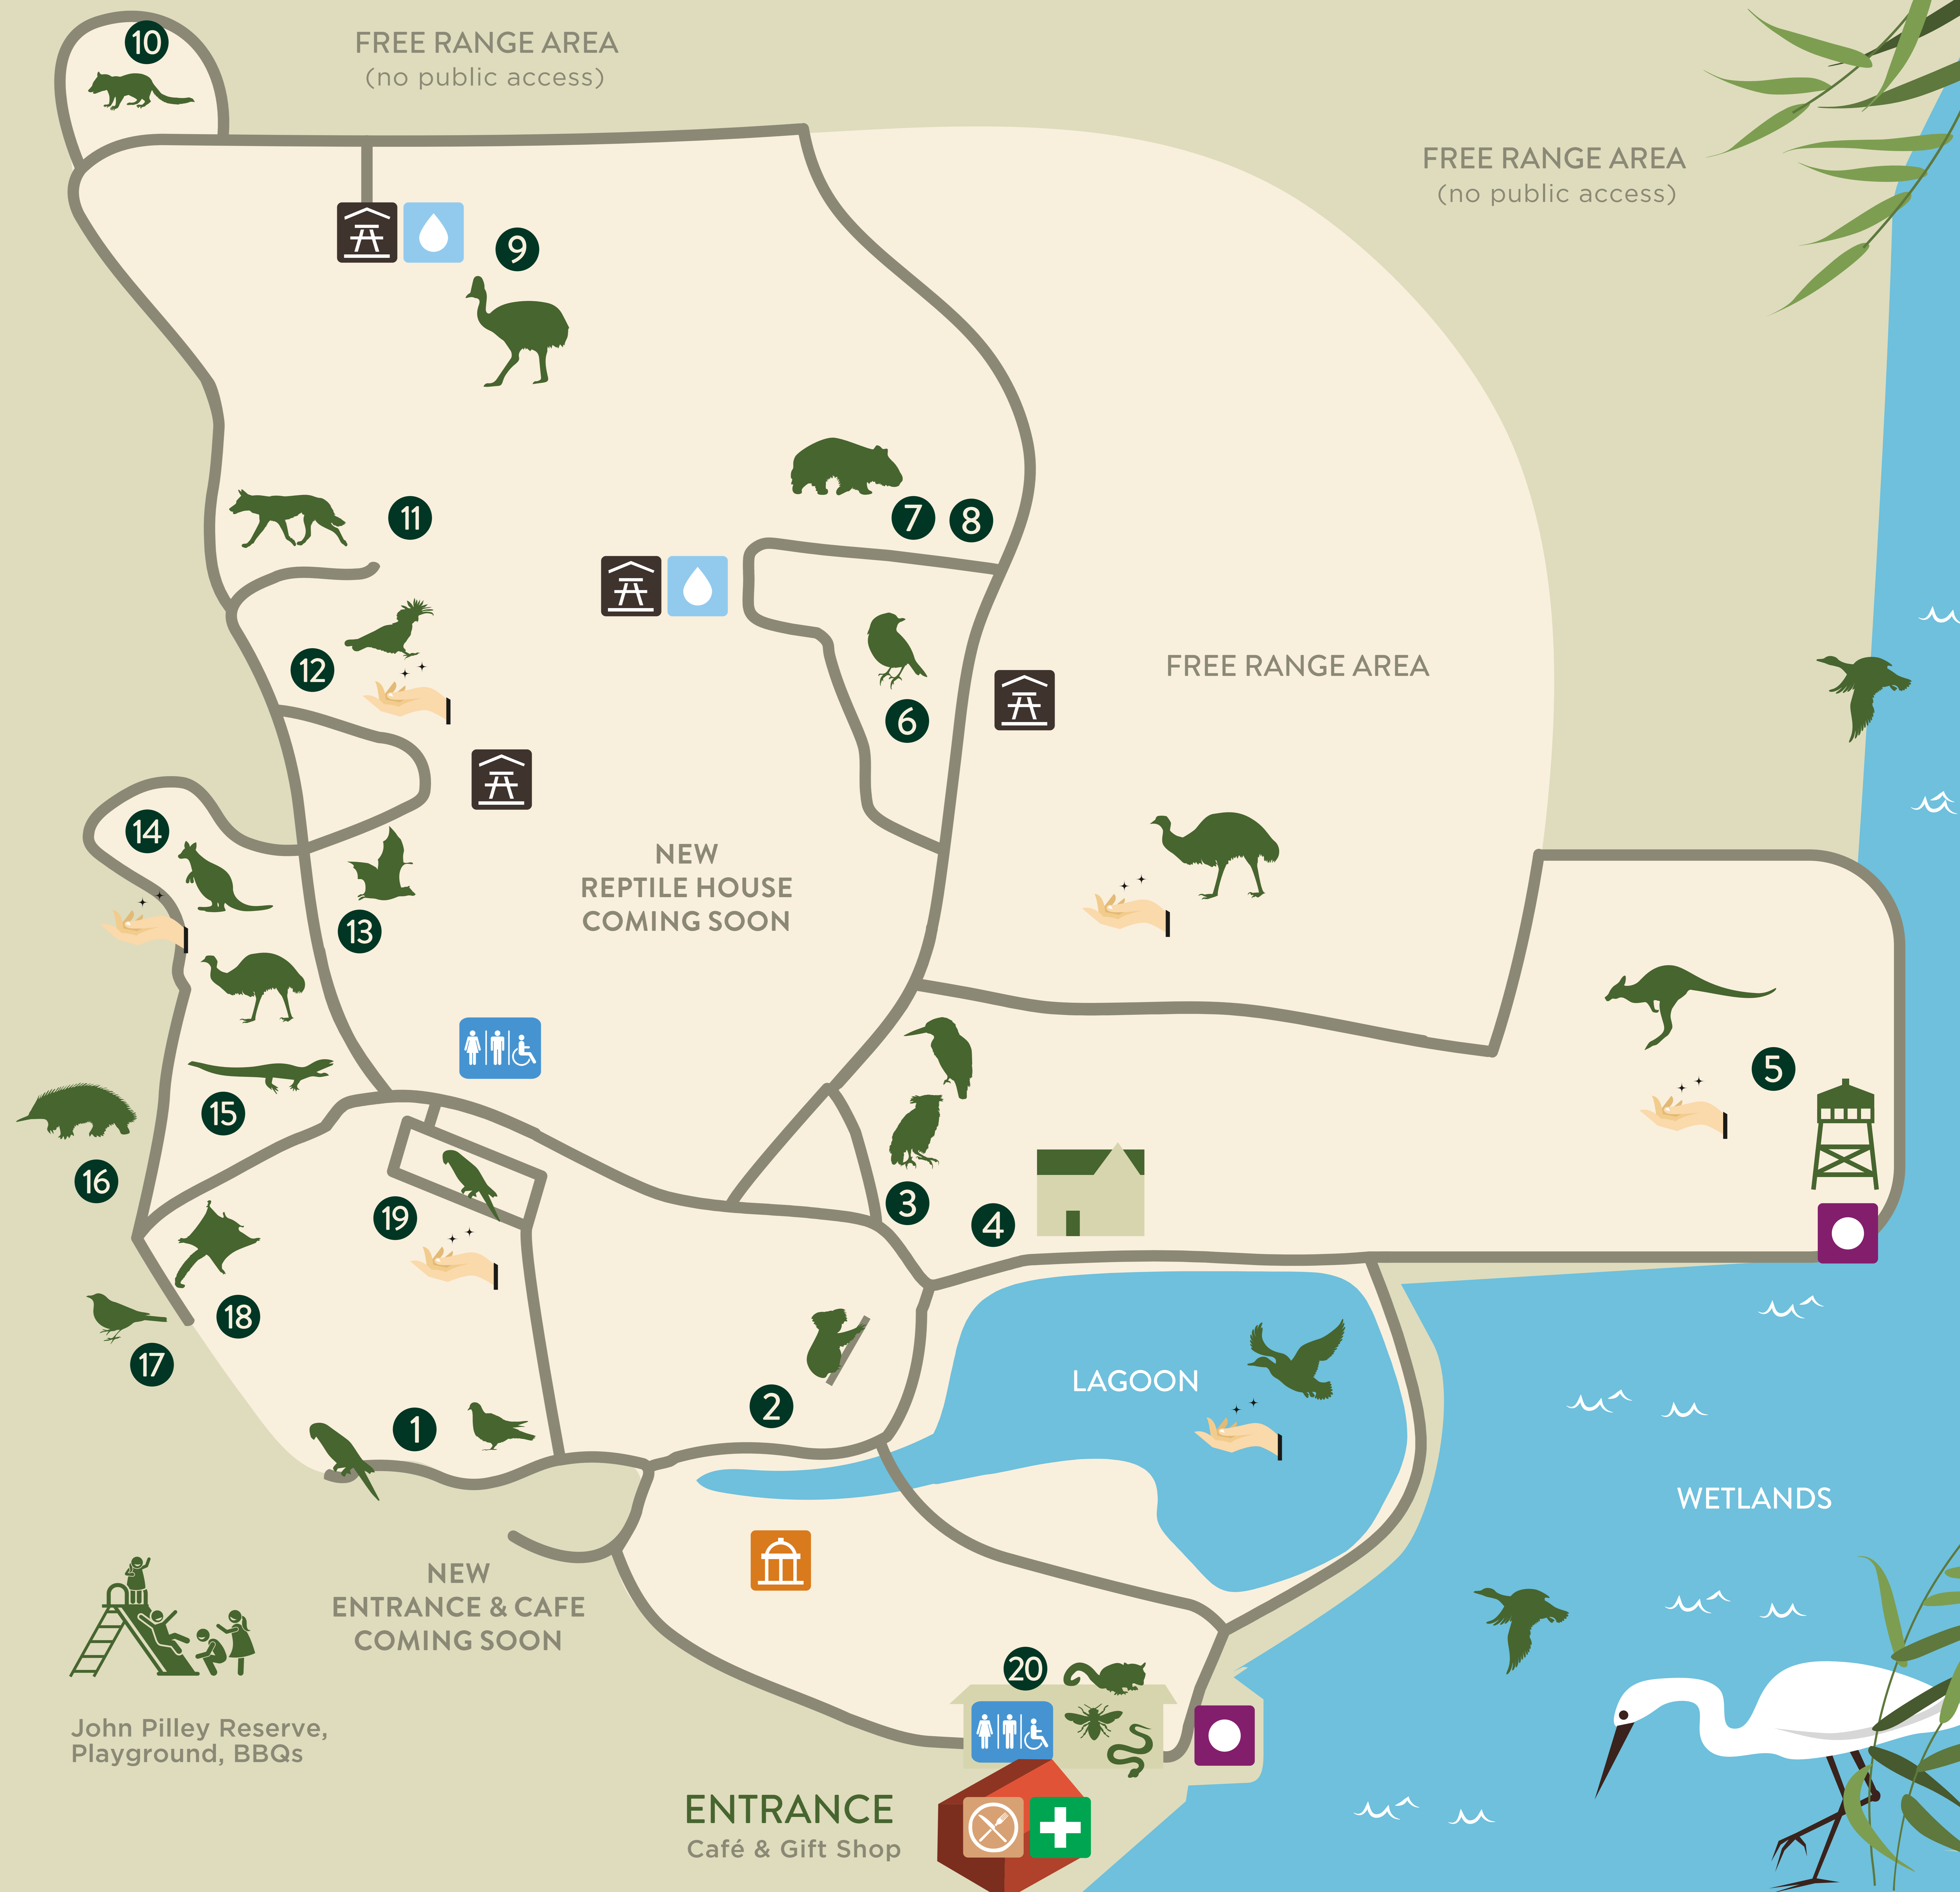 10
FREE RANGE AREA
(no public access)
FREE RANGE AREA
(no public access)
9
11
7
8
12
6
FREE RANGE AREA
14
13
NEW
REPTILE HOUSE
COMING SOON
5
15
16
19
3
4
18
17
1
2
LAGOON
WETLANDS
NEW
ENTRANCE & CAFE
COMING SOON
20
John Pilley Reserve,
Playground, BBQs
ENTRANCE
Café & Gift Shop